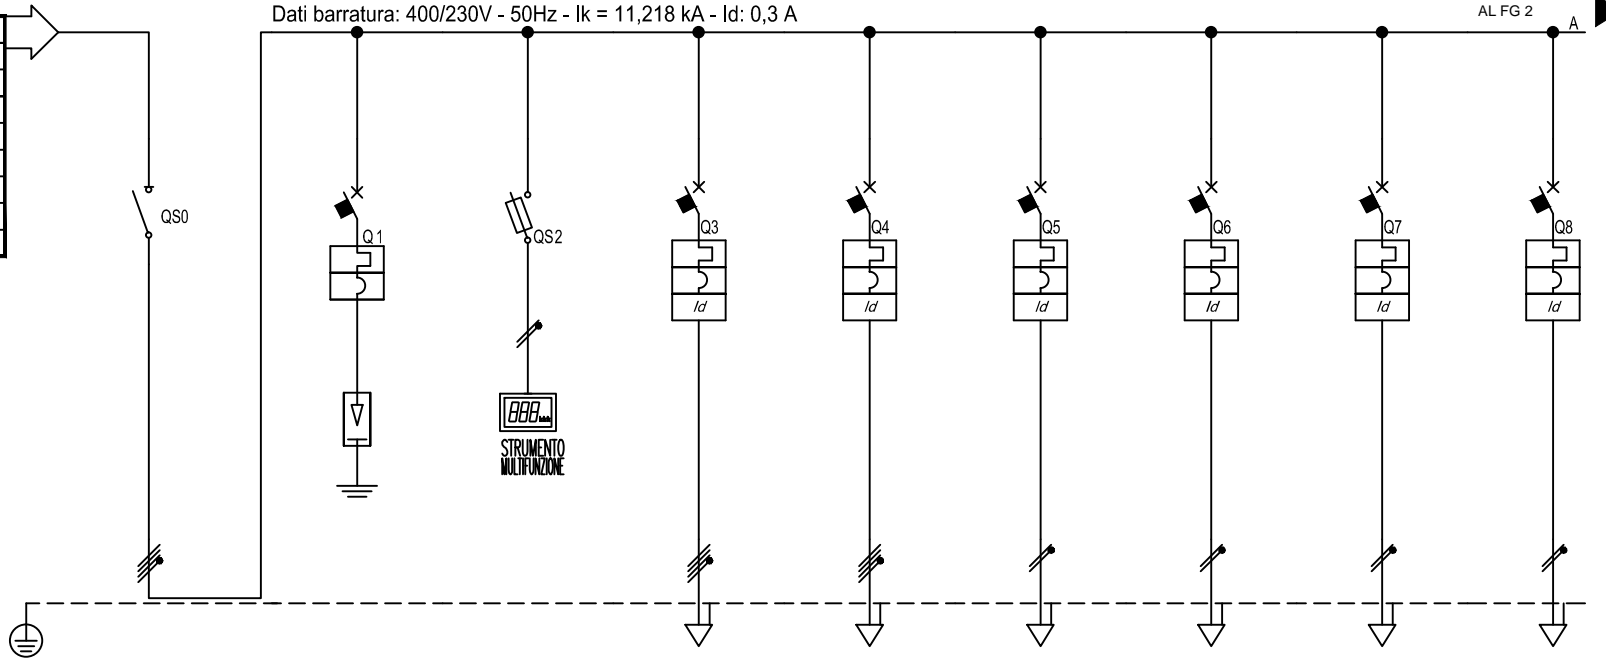 Dati barratura: 400/230V - 50Hz - Ik = 11,218 kA - Id: 0,3 A
AL FG 2
A
QS0
Q1
QS2
Q3
Q4
Q5
Q6
Q7
Q8
Id
Id
Id
Id
Id
Id
888
STRUMENTO
MULTIFUNZIONE